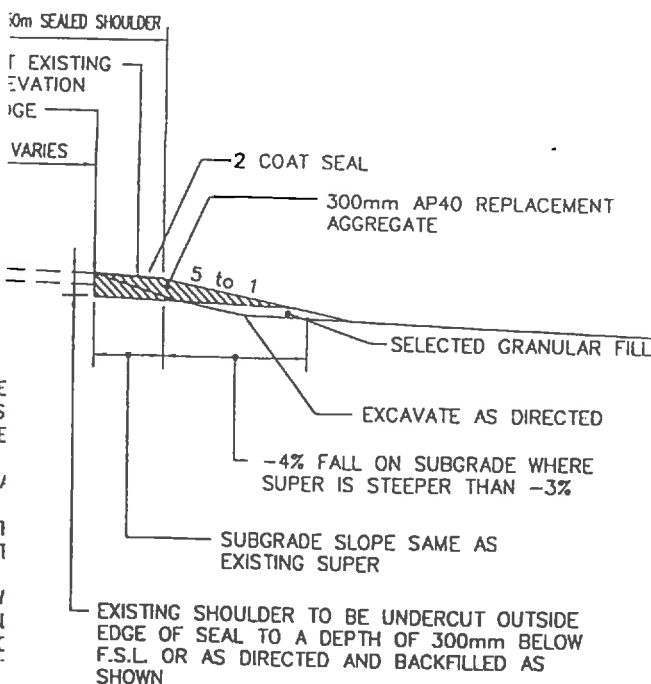 0m SEALED SHOULDER
T EXISTING
EVATION
DGE
VARIES
2 COAT SEAL
300mm AP40 REPLACEMENT
AGGREGATE
5 to 1
SELECTED GRANULAR FILL
EXCAVATE AS DIRECTED
-4% FALL ON SUBGRADE WHERE
SUPER IS STEEPER THAN -3%
SUBGRADE SLOPE SAME AS
EXISTING SUPER
EXISTING SHOULDER TO BE UNDERCUT OUTSIDE
EDGE OF SEAL TO A DEPTH OF 300mm BELOW
F.S.L. OR AS DIRECTED AND BACKFILLED AS
SHOWN